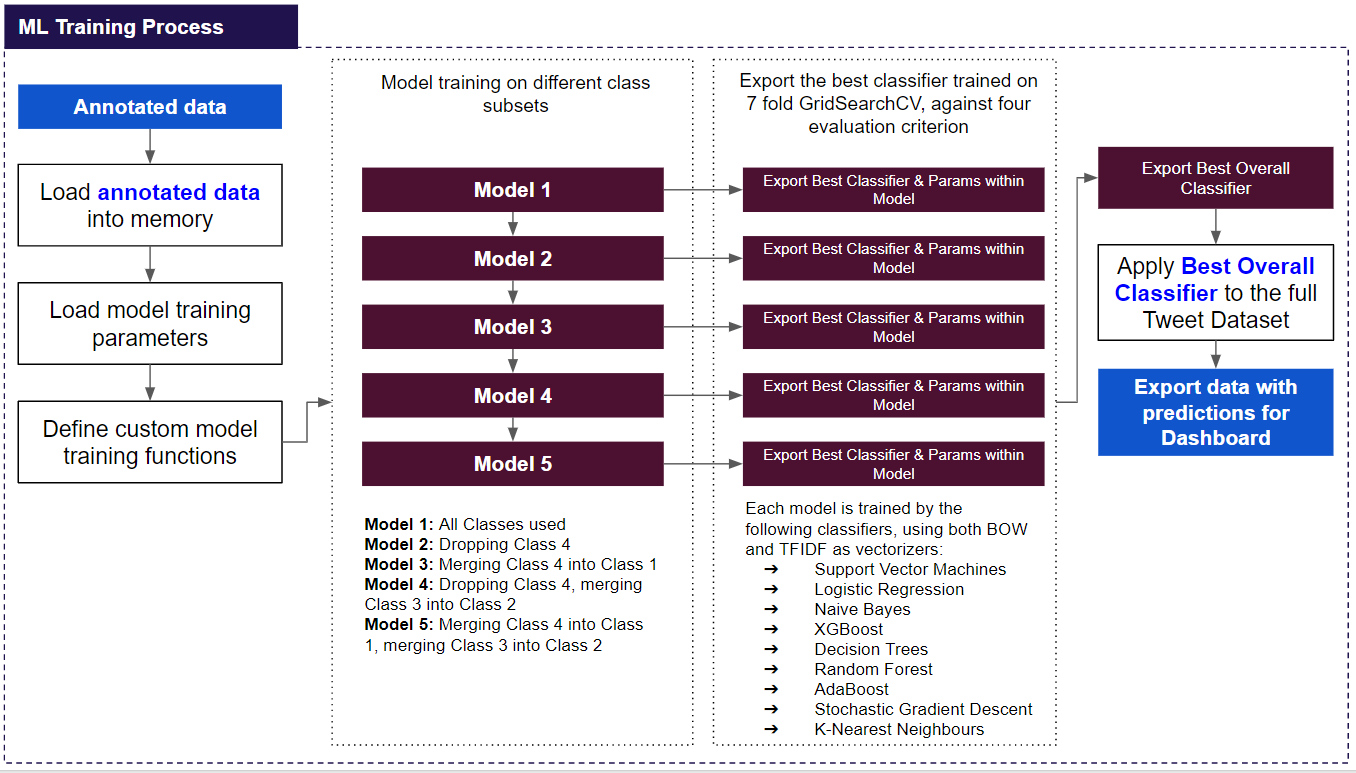 ML Training Process
Annotated data
Load annotated data
into memory
Load model training
parameters
Define custom model
training functions
Model training on different class
subsets
Model 1
Model 2
Model 3
Model 4
Model 5
Model 1: All Classes used
Model 2: Dropping Class 4
Model 3: Merging Class 4 into Class 1
Model 4: Dropping Class 4, merging
Class 3 into Class 2
Model 5: Merging Class 4 into Class
1, merging Class 3 into Class 2
Export the best classifier trained on
7 fold GridSearchCV, against four
evaluation criterion
Export Best Classifier & Params within
Model
Export Best Classifier & Params within
Model
Export Best Classifier & Params within
Model
Export Best Classifier & Params within
Model
Export Best Classifier & Params within
Model
Each model is trained by the
following classifiers, using both BOW
and TFIDF as vectorizers:
➔ Support Vector Machines
➔ Logistic Regression
➔ Naive Bayes
➔ XGBoost
➔ Decision Trees
➔ Random Forest
➔ AdaBoost
➔ Stochastic Gradient Descent
➔ K-Nearest Neighbours
Export Best Overall
Classifier
Apply Best Overall
Classifier to the full
Tweet Dataset
Export data with
predictions for
Dashboard